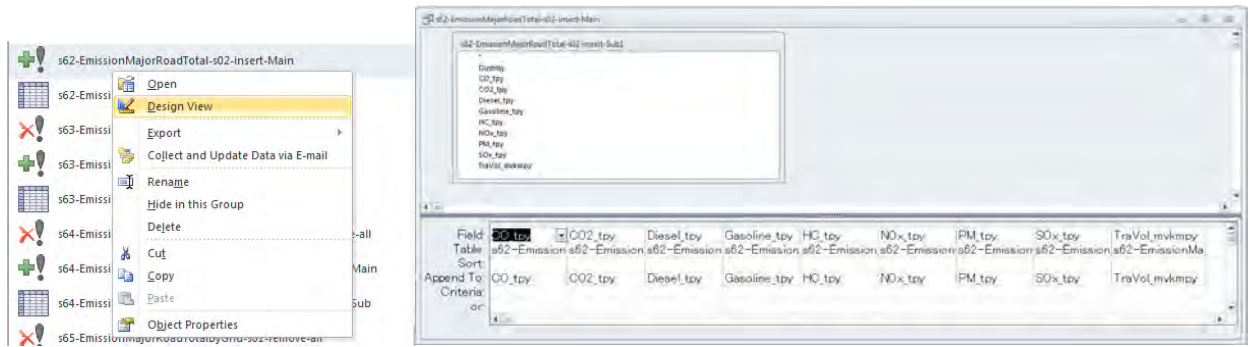 s62-EmissionMajorRoadTotal-s02-insert-Main
s62-Emissi
s63-Emissi
s63-Emissi
s63-Emissi
s64-Emissi
e-all
s64-Emissi
Main
s64-Emissi
Sub
s65-EmissionMajorRoadTotalByGrid-s02-remove-all
Open
Design View
Export
Collect and Update Data via E-mail
Rename
Hide in this Group
Delete
Cut
Copy
Paste
Object Properties
s62-EmissionMajorRoadTotal-s02-insert-Main
s62-EmissionMajorRoadTotal-s02-insert-Sub1
*
Dummy
CO_tpy
CO2_tpy
Diesel_tpy
Gasoline_tpy
HC_tpy
NOx_tpy
PM_tpy
SOx_tpy
TraVol_mvkmpy
Field: CO_tpy CO2_tpy Diesel_tpy Gasoline_tpy HC_tpy NOx_tpy PM_tpy SOx_tpy TraVol_mvkmpy
Table: s62-Emission s62-Emission s62-Emission s62-Emission s62-Emission s62-Emission s62-Emission s62-Emission s62-EmissionMa
Sort:
Append To: CO_tpy CO2_tpy Diesel_tpy Gasoline_tpy HC_tpy NOx_tpy PM_tpy SOx_tpy TraVol_mvkmpy
Criteria:
or: